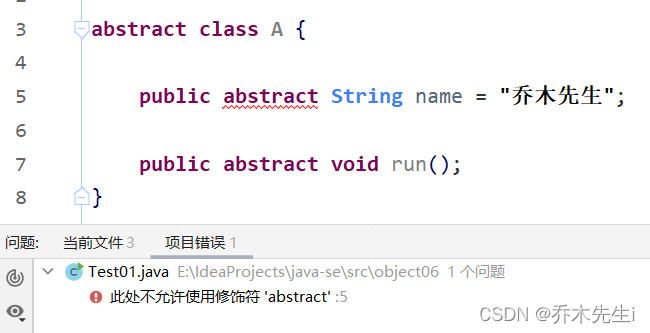 3 abstract class A {
4
5 public abstract String name = "乔木先生";
6
7 public abstract void run();
8 }
问题: 当前文件 3 项目错误 1
Test01.java E:\IdeaProjects\java-se\src\object06 1 个问题
此处不允许使用修饰符 'abstract' :5
CSDN @乔木先生i